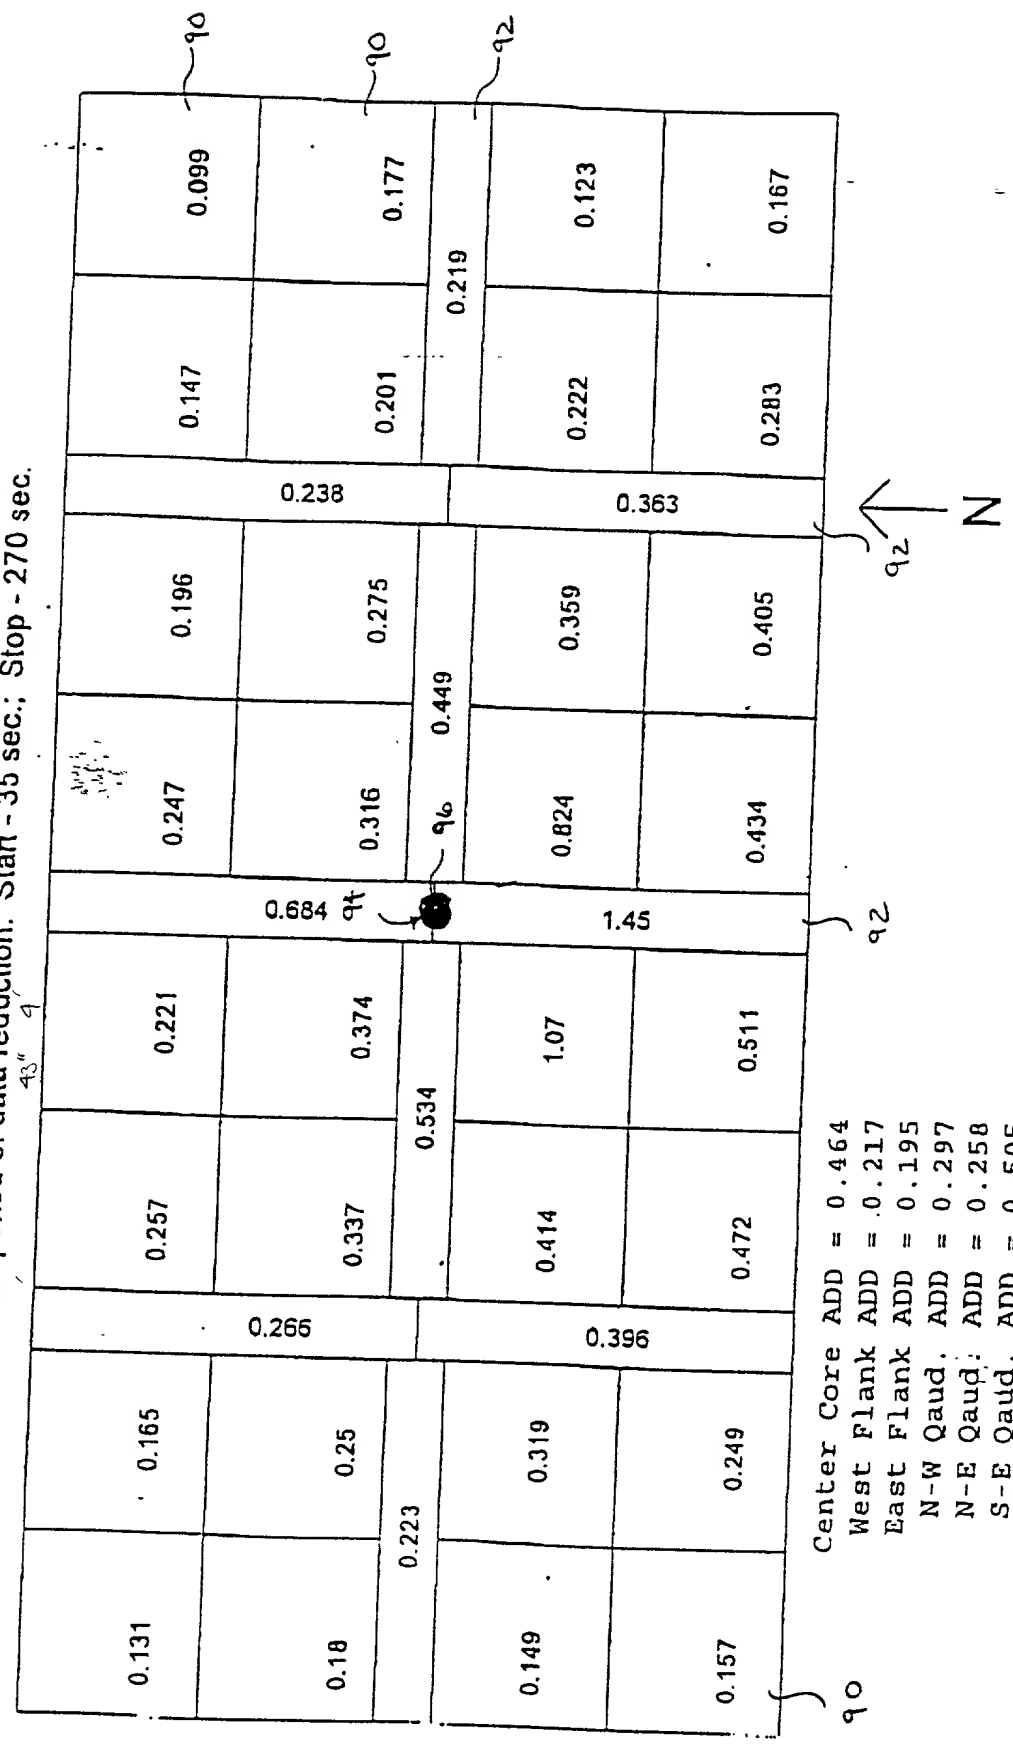 of data reduction. Start - 35 sec.; Stop - 270 sec.
43"
90
0.131 0.165 0.257 0.221 0.247 0.196 0.147 0.099
0.266 0.684 0.238
90
0.18 0.25 0.337 0.374 0.316 0.275 0.201 0.177
94
96
0.223 0.534 0.449 0.219
92
0.149 0.319 0.414 1.07 0.824 0.359 0.222 0.123
0.396 1.45 0.363
0.157 0.249 0.472 0.511 0.434 0.405 0.283 0.167
90
92
92
N
Center Core ADD = 0.464
West Flank ADD = 0.217
East Flank ADD = 0.195
N-W Qaud. ADD = 0.297
N-E Qaud. ADD = 0.258
S-E Qaud. ADD =